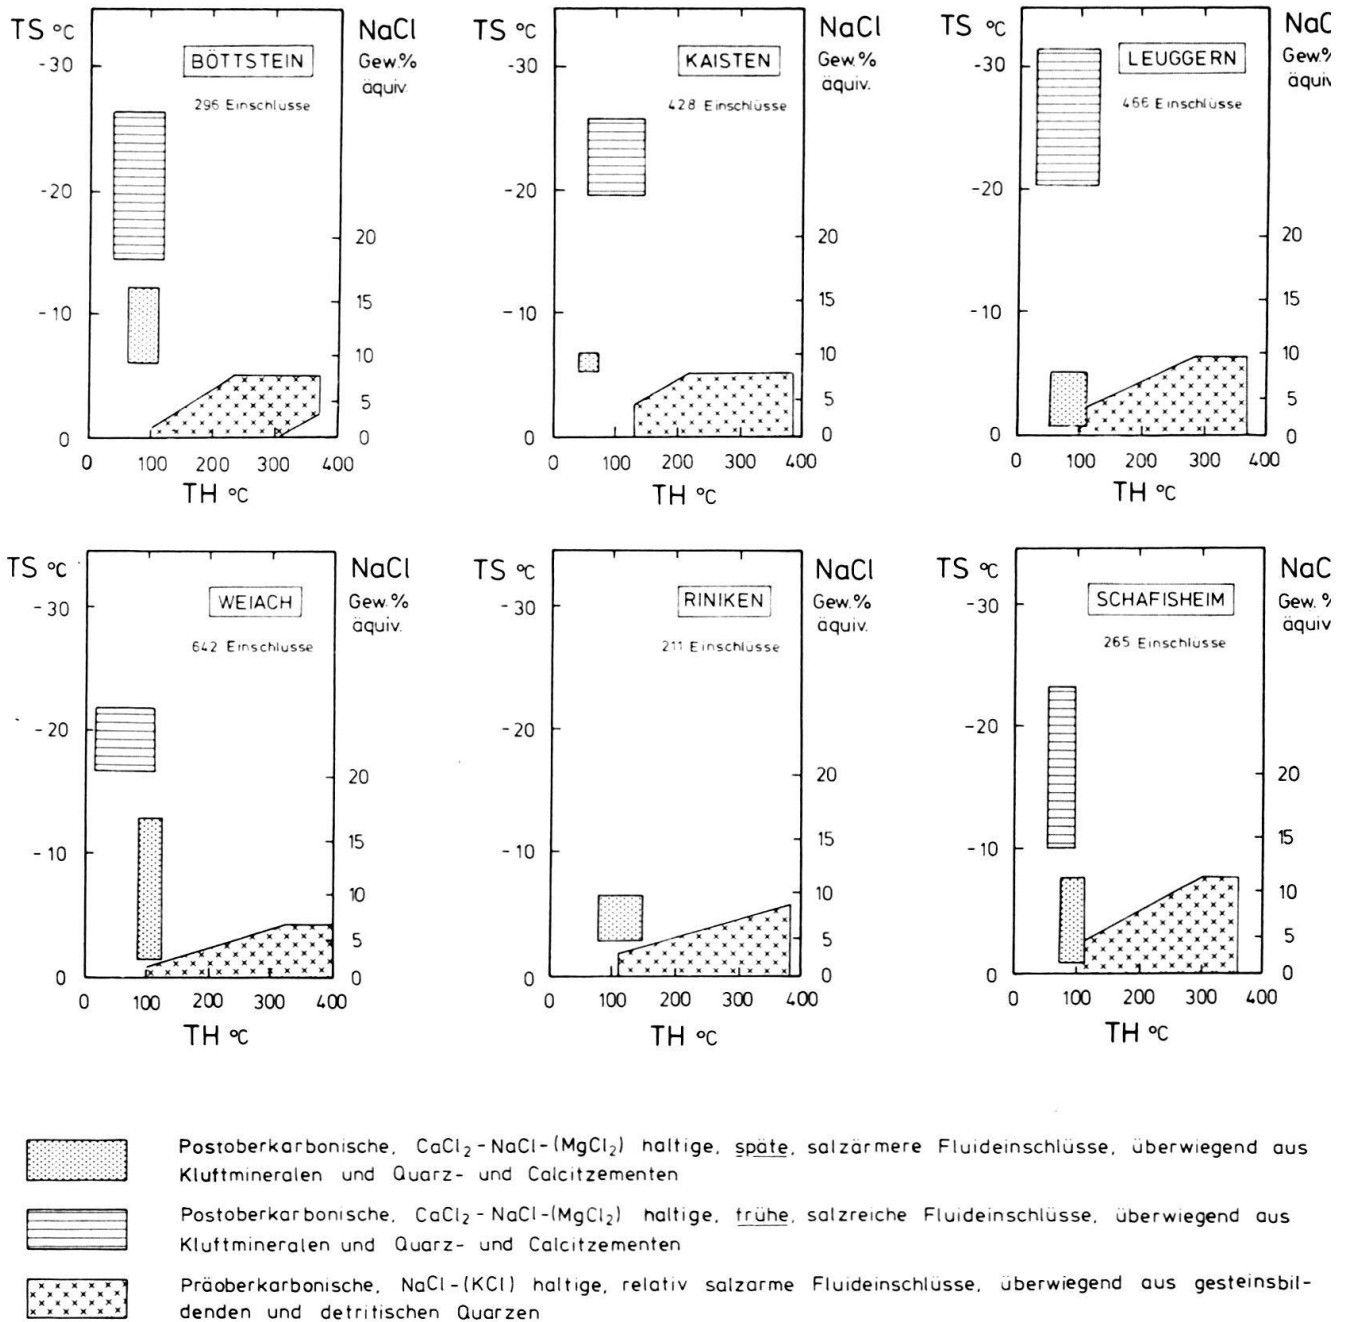 TS °C
BÖTTSTEIN
296 Einschlüsse
NaCl
Gew.%
äquiv.
-30
-20
-10
0
20
15
10
5
0
0 100 200 300 400
TH °C
TS °C
KAISTEN
428 Einschlüsse
NaCl
Gew.%
äquiv.
-30
-20
-10
0
20
15
10
5
0
0 100 200 300 400
TH °C
TS °C
LEUGGERN
466 Einschlüsse
NaC
Gew.%
äquiv
-30
-20
-10
0
20
15
10
5
0
0 100 200 300 400
TH °C
TS °C
WEIACH
642 Einschlüsse
NaCl
Gew.%
äquiv.
-30
-20
-10
0
20
15
10
5
0
0 100 200 300 400
TH °C
TS °C
RINIKEN
211 Einschlüsse
NaCl
Gew.%
äquiv.
-30
-20
-10
0
20
15
10
5
0
0 100 200 300 400
TH °C
TS °C
SCHAFISHEIM
265 Einschlüsse
NaC
Gew. %
äquiv
-30
-20
-10
0
20
15
10
5
0
0 100 200 300 400
TH °C
Postoberkarbonische, CaCl₂-NaCl-(MgCl₂) haltige, späte, salzärmere Fluideinschlüsse, überwiegend aus
Kluftmineralen und Quarz- und Calcitzementen
Postoberkarbonische, CaCl₂-NaCl-(MgCl₂) haltige, frühe, salzreiche Fluideinschlüsse, überwiegend aus
Kluftmineralen und Quarz- und Calcitzementen
Präoberkarbonische, NaCl-(KCl) haltige, relativ salzarme Fluideinschlüsse, überwiegend aus gesteinsbil-
denden und detritischen Quarzen